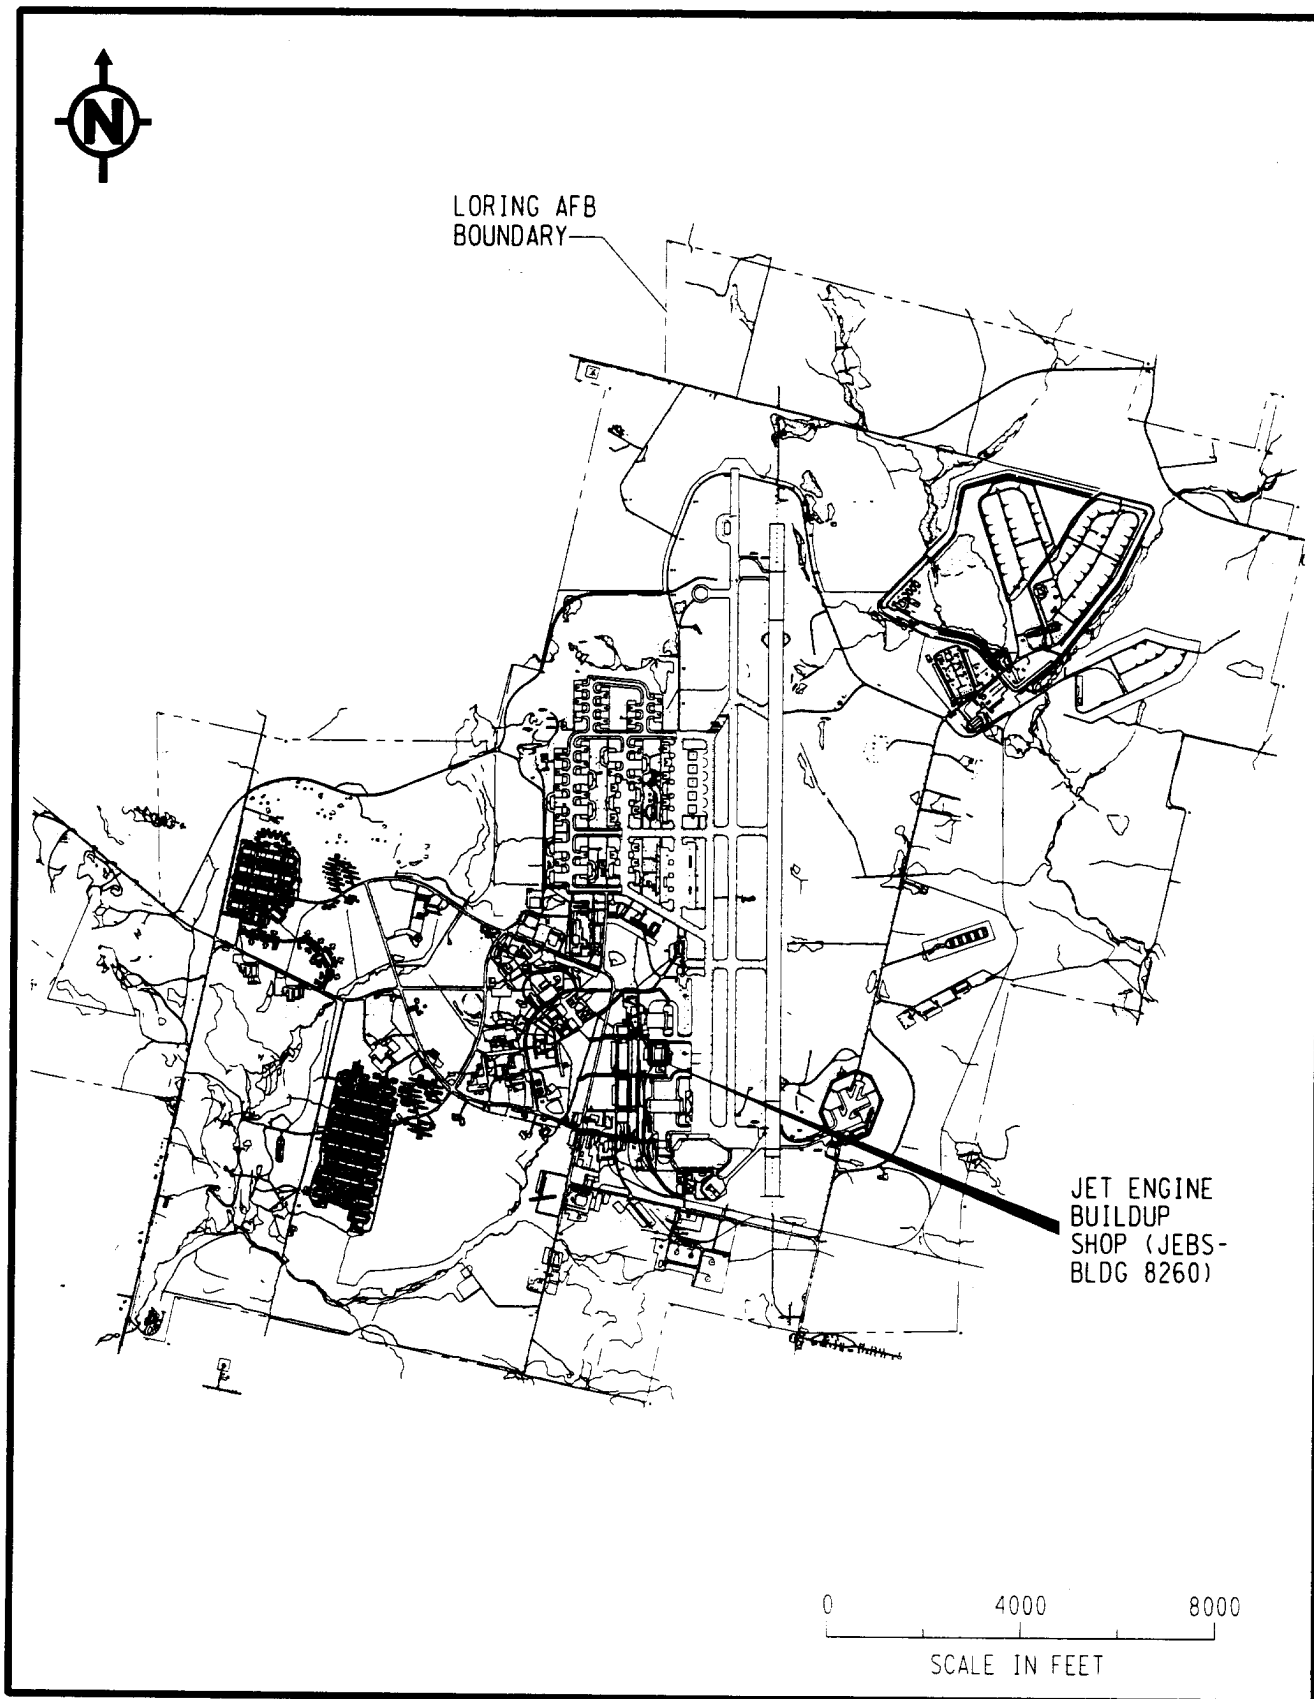 N
LORING AFB
BOUNDARY
JET ENGINE
BUILDUP
SHOP (JEBS-
BLDG 8260)
0 4000 8000
SCALE IN FEET